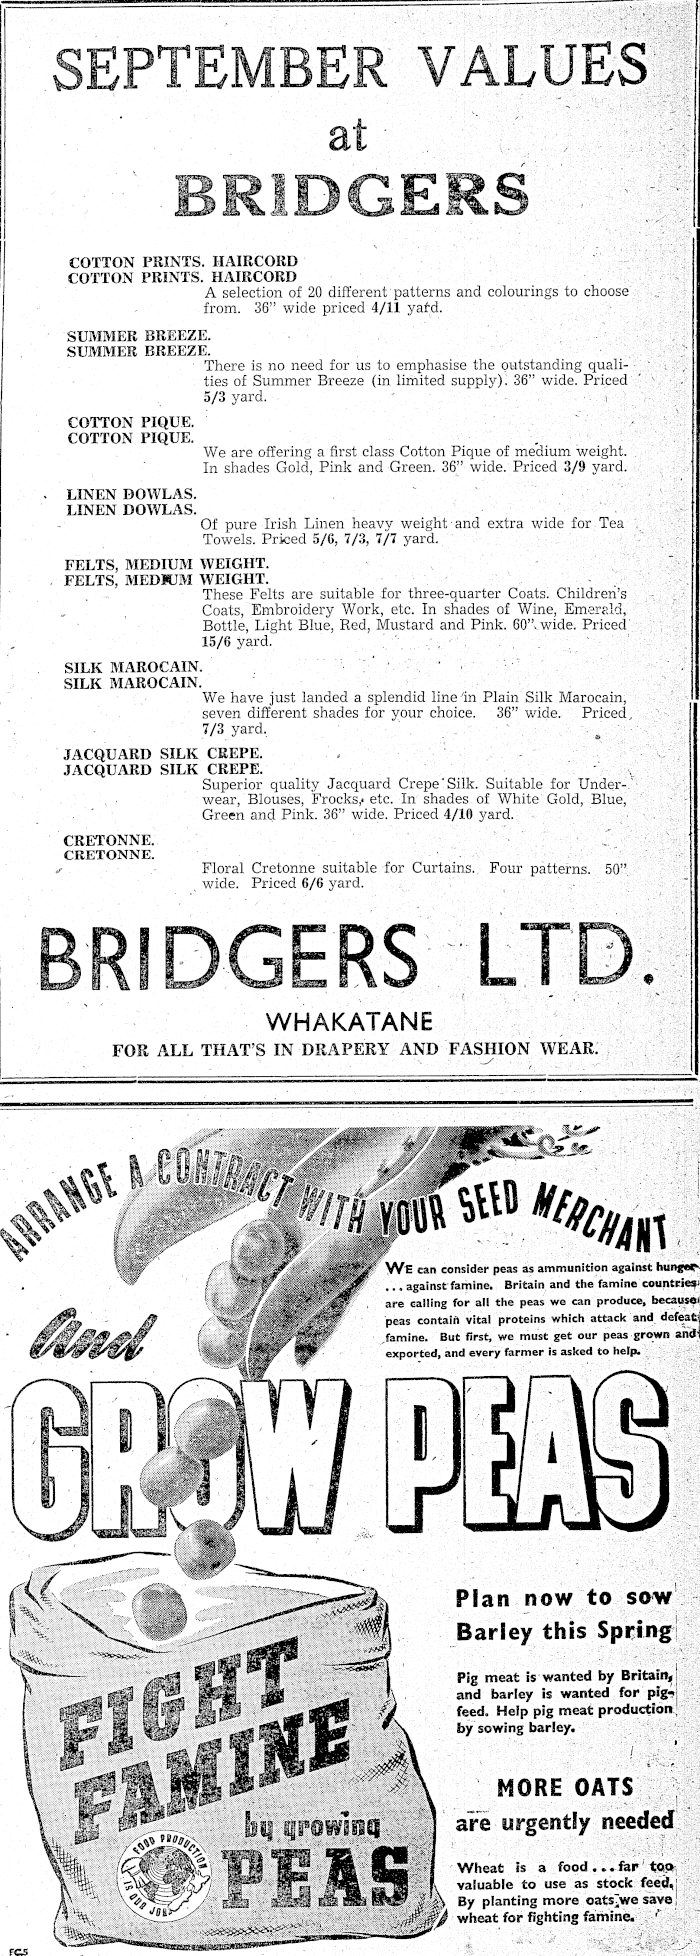 SEPTEMBER VALUES
at
BRIDGERS
COTTON PRINTS. HAIRCORD
COTTON PRINTS. HAIRCORD
A selection of 20 different patterns and colourings to choose
from. 36" wide priced 4/11 yard.
SUMMER BREEZE.
SUMMER BREEZE.
There is no need for us to emphasise the outstanding quali-
ties of Summer Breeze (in limited supply). 36" wide. Priced
5/3 yard.
COTTON PIQUE.
COTTON PIQUE.
We are offering a first class Cotton Pique of medium weight.
In shades Gold, Pink and Green. 36" wide. Priced 3/9 yard.
LINEN DOWLAS.
LINEN DOWLAS.
Of pure Irish Linen heavy weight and extra wide for Tea
Towels. Priced 5/6, 7/3, 7/7 yard.
FELTS, MEDIUM WEIGHT.
FELTS, MEDIUM WEIGHT.
These Felts are suitable for three-quarter Coats. Children's
Coats, Embroidery Work, etc. In shades of Wine, Emerald,
Bottle, Light Blue, Red, Mustard and Pink. 60" wide. Priced
15/6 yard.
SILK MAROCAIN.
SILK MAROCAIN.
We have just landed a splendid line in Plain Silk Marocain,
seven different shades for your choice. 36" wide. Priced
7/3 yard.
JACQUARD SILK CREPE.
JACQUARD SILK CREPE.
Superior quality Jacquard Crepe Silk. Suitable for Under-
wear, Blouses, Frocks, etc. In shades of White Gold, Blue,
Green and Pink. 36" wide. Priced 4/10 yard.
CRETONNE.
CRETONNE.
Floral Cretonne suitable for Curtains. Four patterns. 50"
wide. Priced 6/6 yard.
BRIDGERS LTD.
WHAKATANE
FOR ALL THAT'S IN DRAPERY AND FASHION WEAR.
ARRANGE A CONTRACT WITH YOUR SEED MERCHANT
WE can consider peas as ammunition against hunger
... against famine. Britain and the famine countries
are calling for all the peas we can produce, because
peas contain vital proteins which attack and defeat
famine. But first, we must get our peas grown and
exported, and every farmer is asked to help.
and
GROW PEAS
Plan now to sow
Barley this Spring
Pig meat is wanted by Britain,
and barley is wanted for pig-
feed. Help pig meat production
by sowing barley.
MORE OATS
are urgently needed
Wheat is a food... far too
valuable to use as stock feed.
By planting more oats we save
wheat for fighting famine.
FIGHT
FAMINE
by growing
PEAS
FOOD PRODUCTION
IS OUR JOB
FC.5